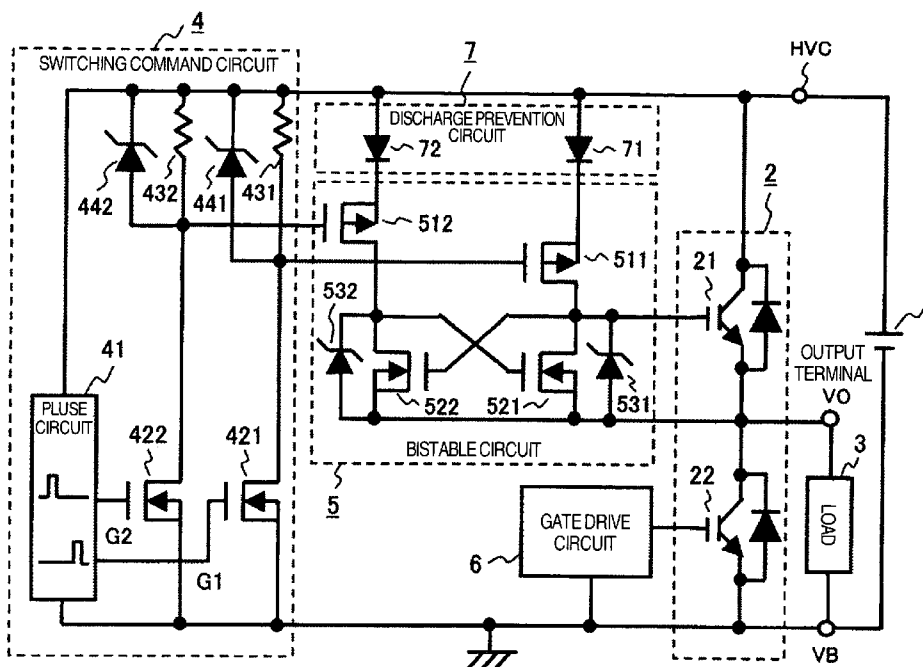 4
SWITCHING COMMAND CIRCUIT
7
HVC
DISCHARGE PREVENTION
CIRCUIT
72
71
442
432
441
431
512
511
2
21
532
41
PLUSE
CIRCUIT
OUTPUT
TERMINAL
VO
522
521
531
422
421
BISTABLE CIRCUIT
5
3
22
GATE DRIVE
CIRCUIT
LOAD
G2
6
G1
VB